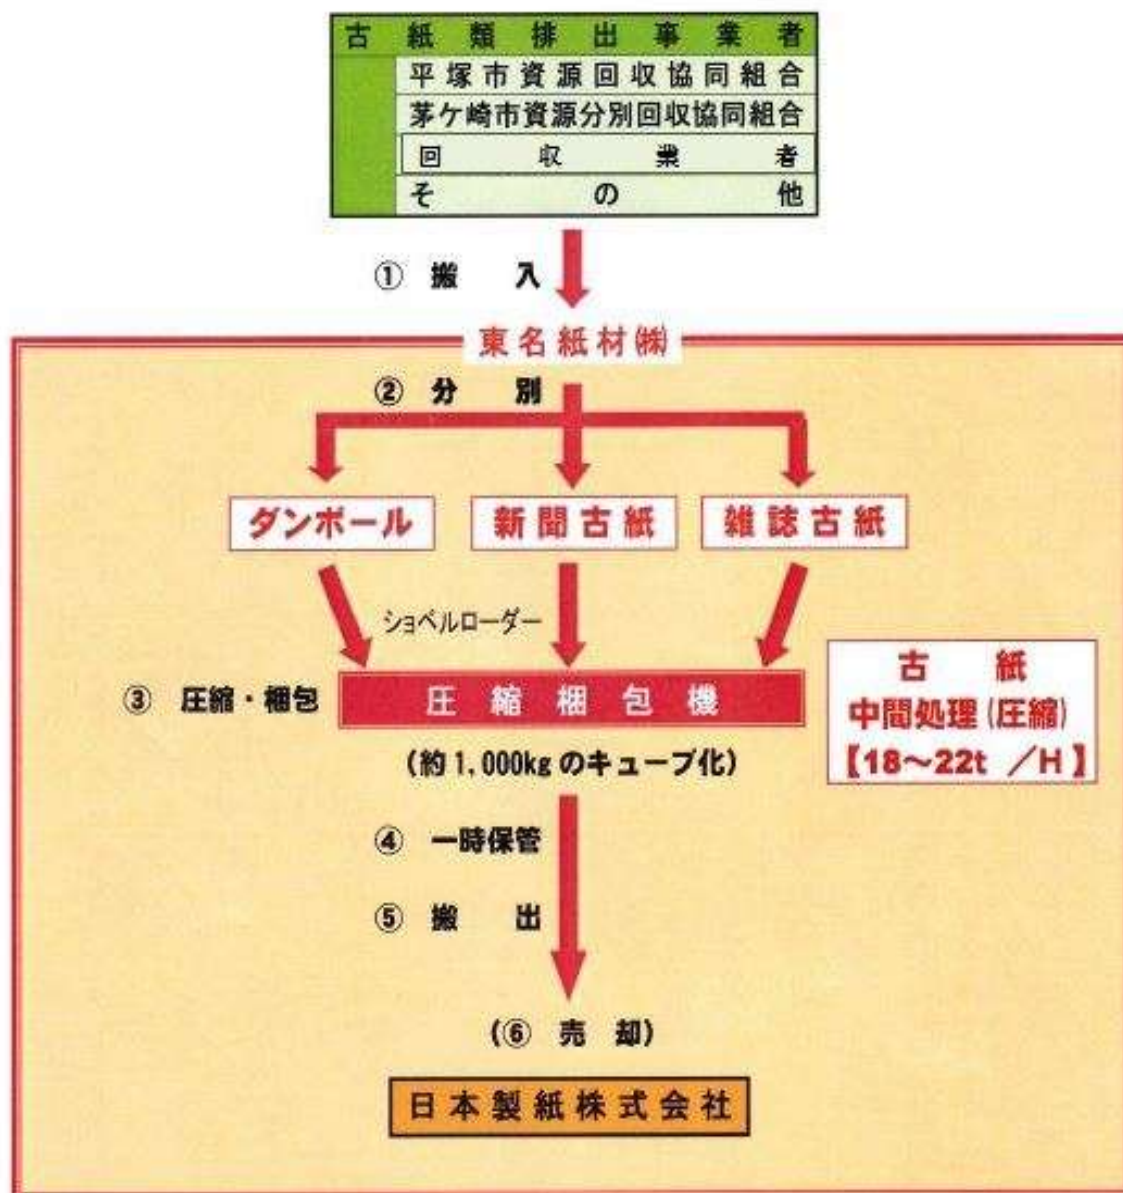 古紙類排出事業者
平塚市資源回収協同組合
茅ケ崎市資源分別回収協同組合
回収業者
その他
① 搬入
東名紙材㈱
② 分別
ダンボール
新聞古紙
雑誌古紙
ショベルローダー
③ 圧縮・梱包
圧縮梱包機
古紙
中間処理(圧縮)
【18～22t ／H】
(約1,000kgのキューブ化)
④ 一時保管
⑤ 搬出
(⑥ 売却)
日本製紙株式会社